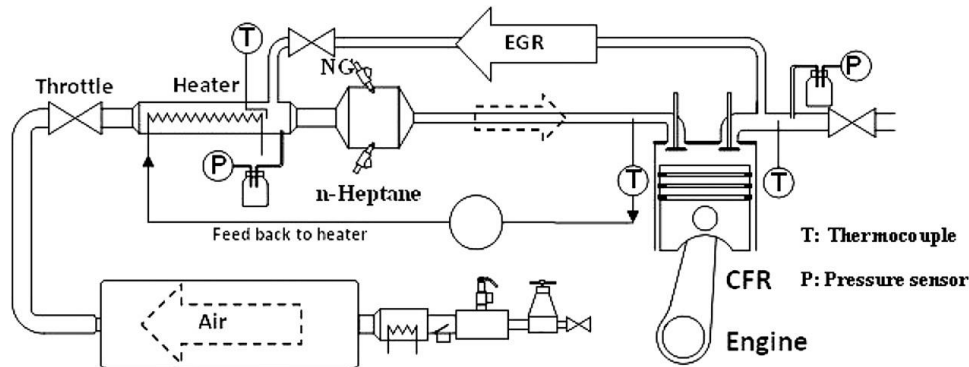 EGR
T
NG
P
Throttle
Heater
P
T
T
n-Heptane
Feed back to heater
T: Thermocouple
CFR
P: Pressure sensor
Air
Engine